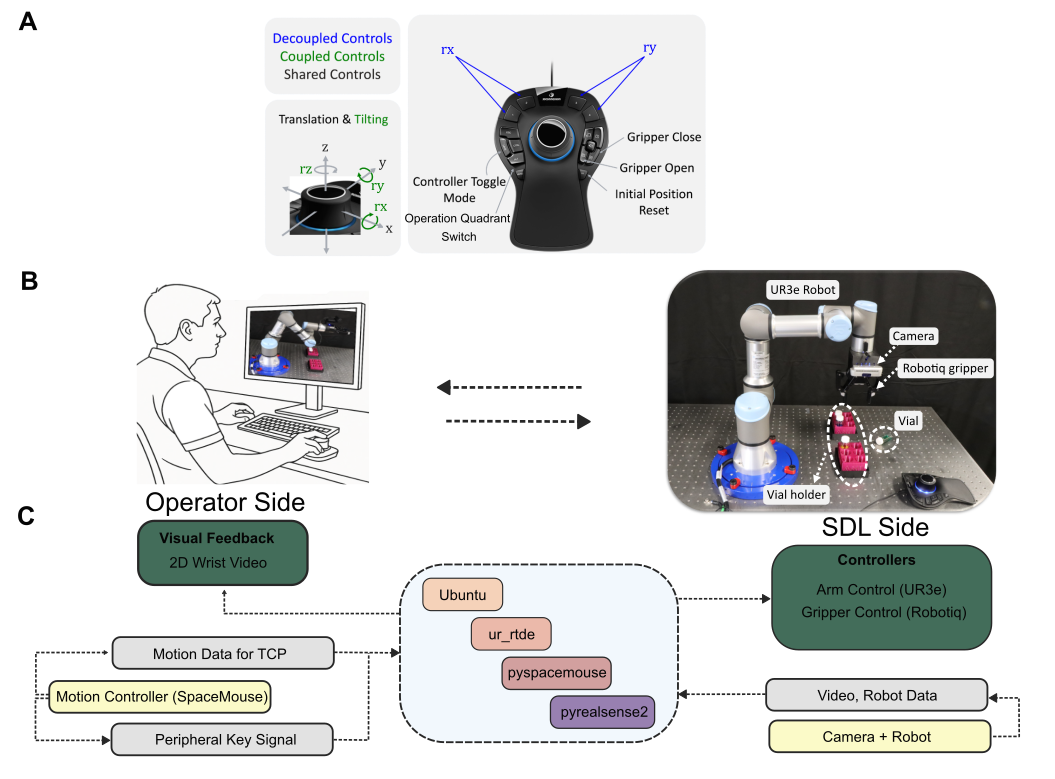 A
Decoupled Controls
Coupled Controls
Shared Controls
Translation & Tilting
z
rz
y
ry
rx
x
rx
ry
Gripper Close
Gripper Open
Controller Toggle
Mode
Initial Position
Reset
Operation Quadrant
Switch
B
UR3e Robot
Camera
Robotiq gripper
Vial
Vial holder
Operator Side
SDL Side
C
Visual Feedback
2D Wrist Video
Controllers
Arm Control (UR3e)
Gripper Control (Robotiq)
Ubuntu
ur_rtde
pyspacemouse
pyrealsense2
Motion Data for TCP
Motion Controller (SpaceMouse)
Peripheral Key Signal
Video, Robot Data
Camera + Robot